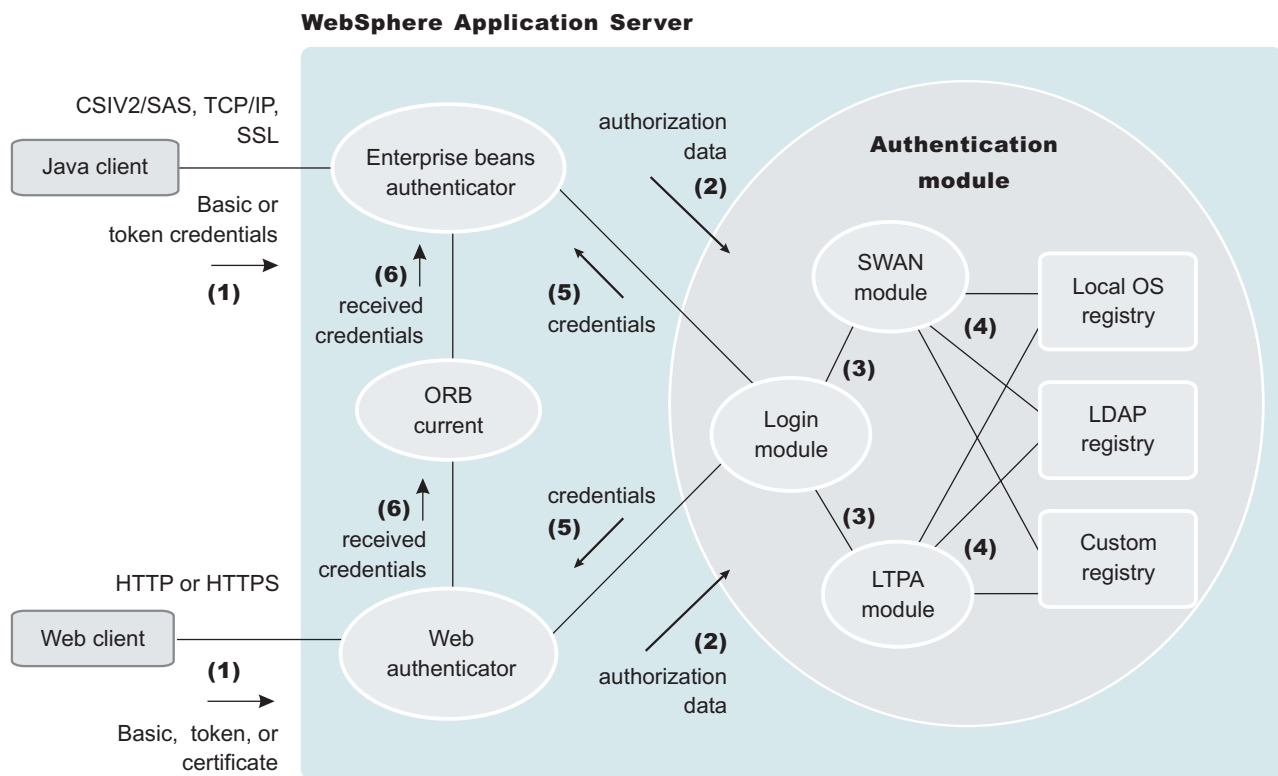 WebSphere Application Server
CSIV2/SAS, TCP/IP,
SSL
Java client
Basic or
token credentials
(1)
Enterprise beans
authenticator
authorization
data
(2)
Authentication
module
(6)
received
credentials
(5)
credentials
SWAN
module
Local OS
registry
(4)
(3)
ORB
current
Login
module
LDAP
registry
(6)
received
credentials
credentials
(5)
(3)
(4)
Custom
registry
LTPA
module
HTTP or HTTPS
Web client
(1)
Basic, token, or
certificate
Web
authenticator
(2)
authorization
data